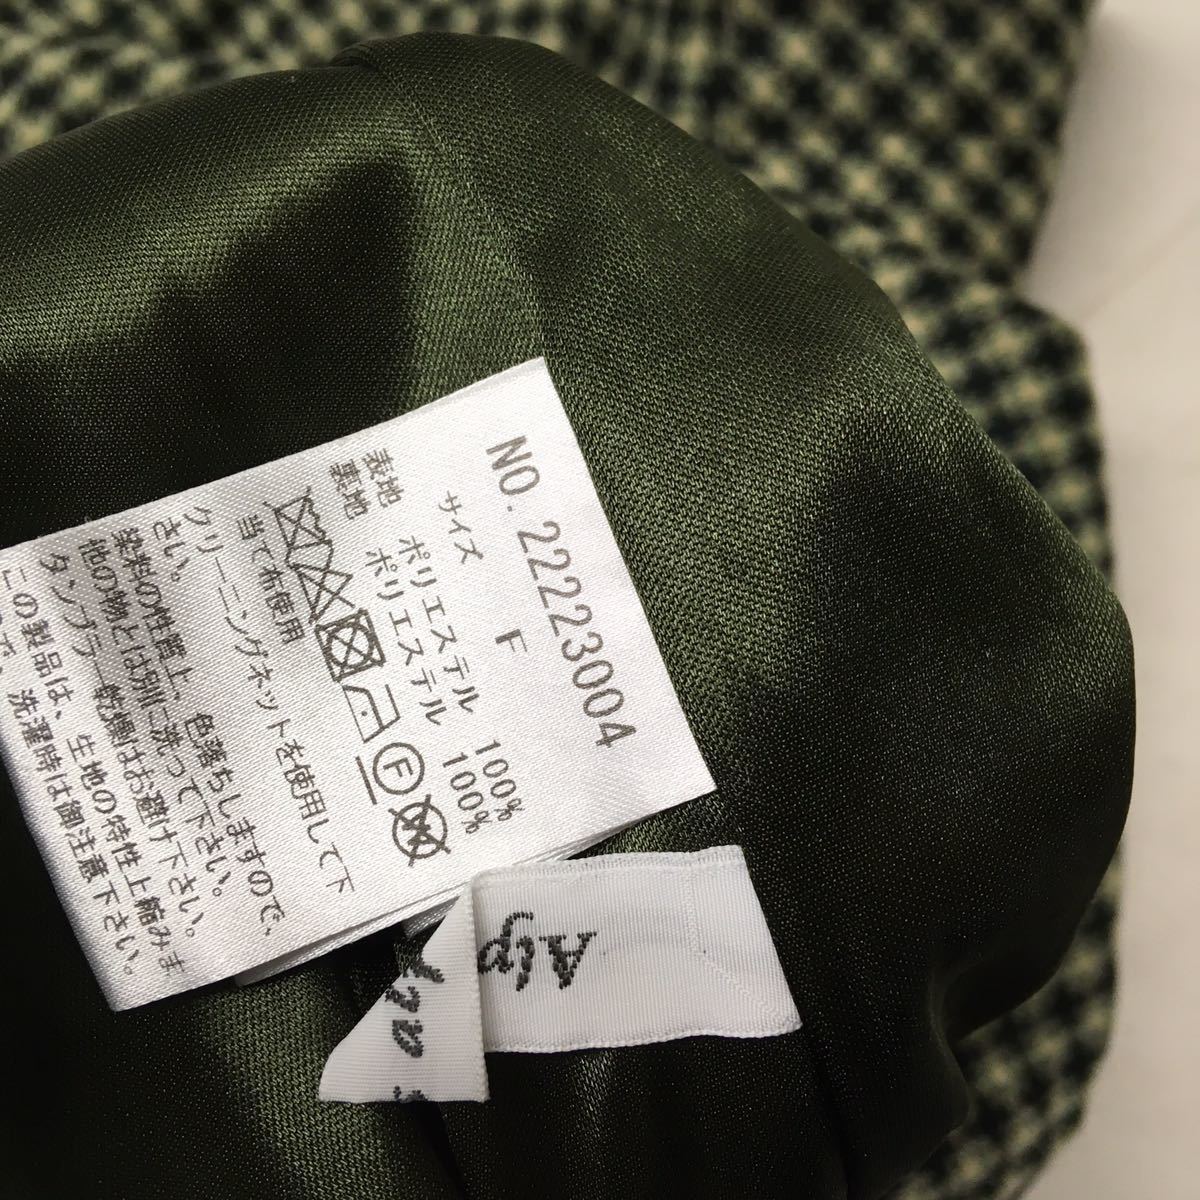 NO. 22223004
サイズ F
表地 ポリエステル 100%
裏地 ポリエステル 100%
F
W
当て布使用
クリーニングネットを使用して下
さい。
染料の性質上、色落ちしますので、
他の物とは別に洗って下さい。
タンブラー乾燥はお避け下さい。
この製品は、生地の特性上縮みま
洗濯時は御注意下さい。
Alp